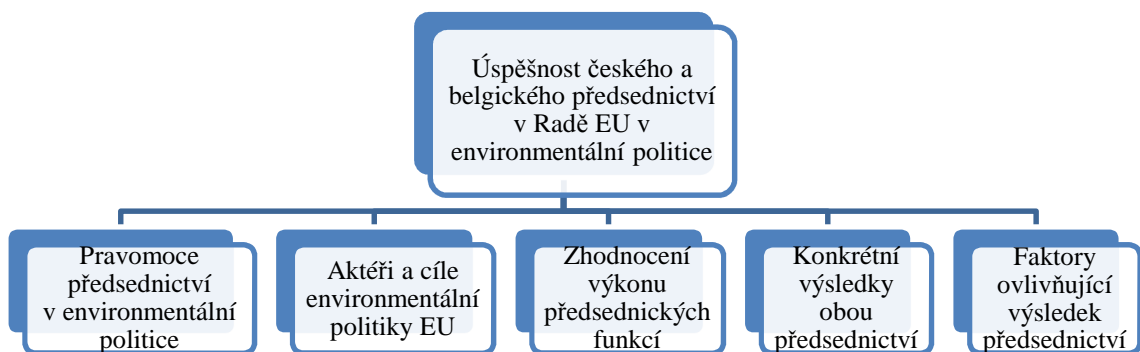 Úspěšnost českého a
belgického předsednictví
v Radě EU v
environmentální politice
Pravomoce
předsednictví
v environmentální
politice
Aktéři a cíle
environmentální
politiky EU
Zhodnocení
výkonu
předsednických
funkcí
Konkrétní
výsledky
obou
předsednictví
Faktory
ovlivňující
výsledek
předsednictví